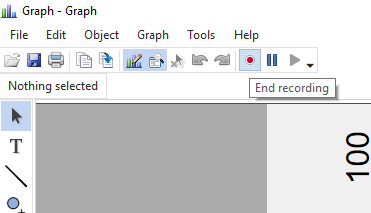 Graph - Graph
File Edit Object Graph Tools Help
Nothing selected
End recording
T
100